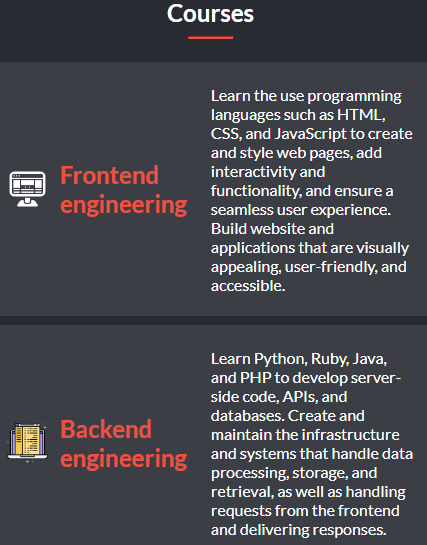 Courses
Frontend
engineering
Learn the use programming
languages such as HTML,
CSS, and JavaScript to create
and style web pages, add
interactivity and
functionality, and ensure a
seamless user experience.
Build website and
applications that are visually
appealing, user-friendly, and
accessible.
Backend
engineering
Learn Python, Ruby, Java,
and PHP to develop server-
side code, APIs, and
databases. Create and
maintain the infrastructure
and systems that handle data
processing, storage, and
retrieval, as well as handling
requests from the frontend
and delivering responses.